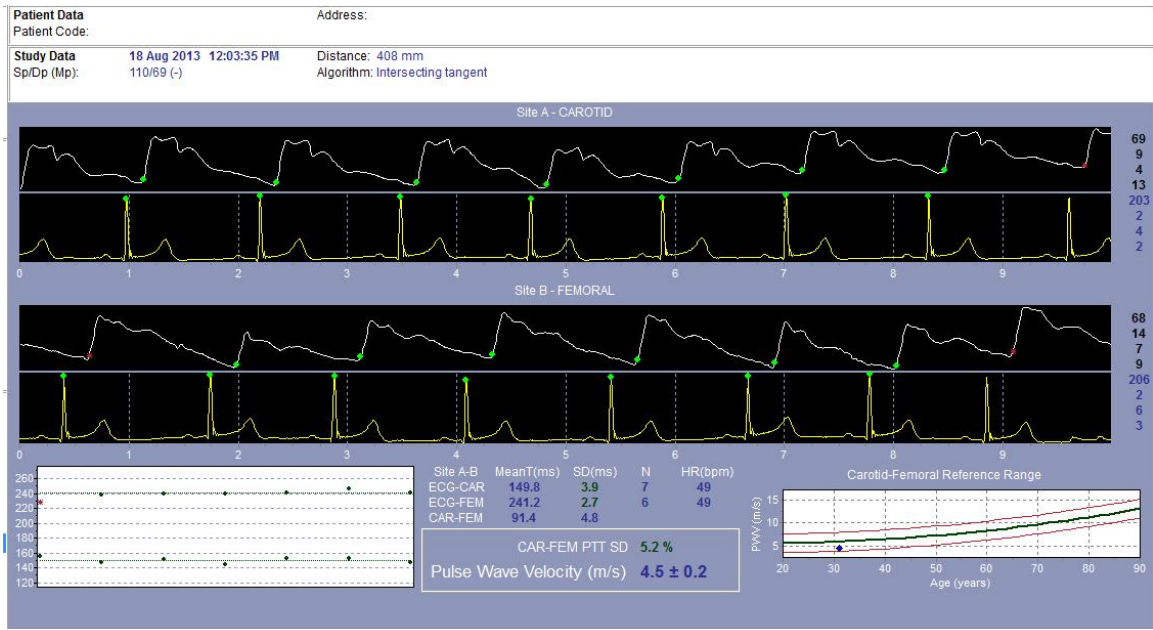 Patient Data Address:
Patient Code:
Study Data 18 Aug 2013 12:03:35 PM Distance: 408 mm
Sp/Dp (Mp): 110/69 (-) Algorithm: Intersecting tangent
Site A - CAROTID
69
9
4
13
203
2
4
2
0 1 2 3 4 5 6 7 8 9
Site B - FEMORAL
68
14
7
9
206
2
6
3
0 1 2 3 4 5 6 7 8 9
260
240
220
200
180
160
140
120
Site A-B MeanT(ms) SD(ms) N HR(bpm)
ECG-CAR 149.8 3.9 7 49
ECG-FEM 241.2 2.7 6 49
CAR-FEM 91.4 4.8
CAR-FEM PTT SD 5.2 %
Pulse Wave Velocity (m/s) 4.5 ± 0.2
Carotid-Femoral Reference Range
PWV (m/s)
15
10
5
20 30 40 50 60 70 80 90
Age (years)